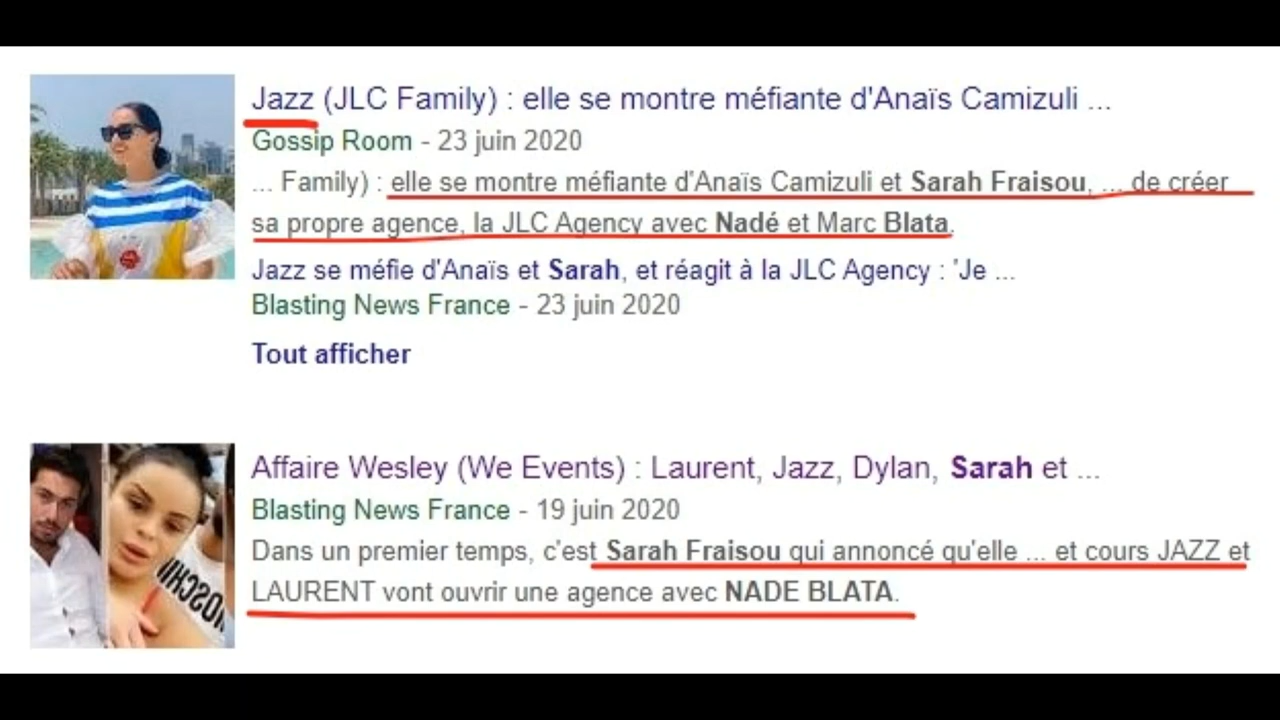 Jazz (JLC Family) : elle se montre méfiante d'Anaïs Camizuli ...
Gossip Room - 23 juin 2020
... Family) : elle se montre méfiante d'Anaïs Camizuli et Sarah Fraisou, ... de créer
sa propre agence, la JLC Agency avec Nadé et Marc Blata.
Jazz se méfie d'Anaïs et Sarah, et réagit à la JLC Agency : 'Je ...
Blasting News France - 23 juin 2020
Tout afficher
Affaire Wesley (We Events) : Laurent, Jazz, Dylan, Sarah et ...
Blasting News France - 19 juin 2020
Dans un premier temps, c'est Sarah Fraisou qui annoncé qu'elle ... et cours JAZZ et
LAURENT vont ouvrir une agence avec NADE BLATA.
MOSCHIN